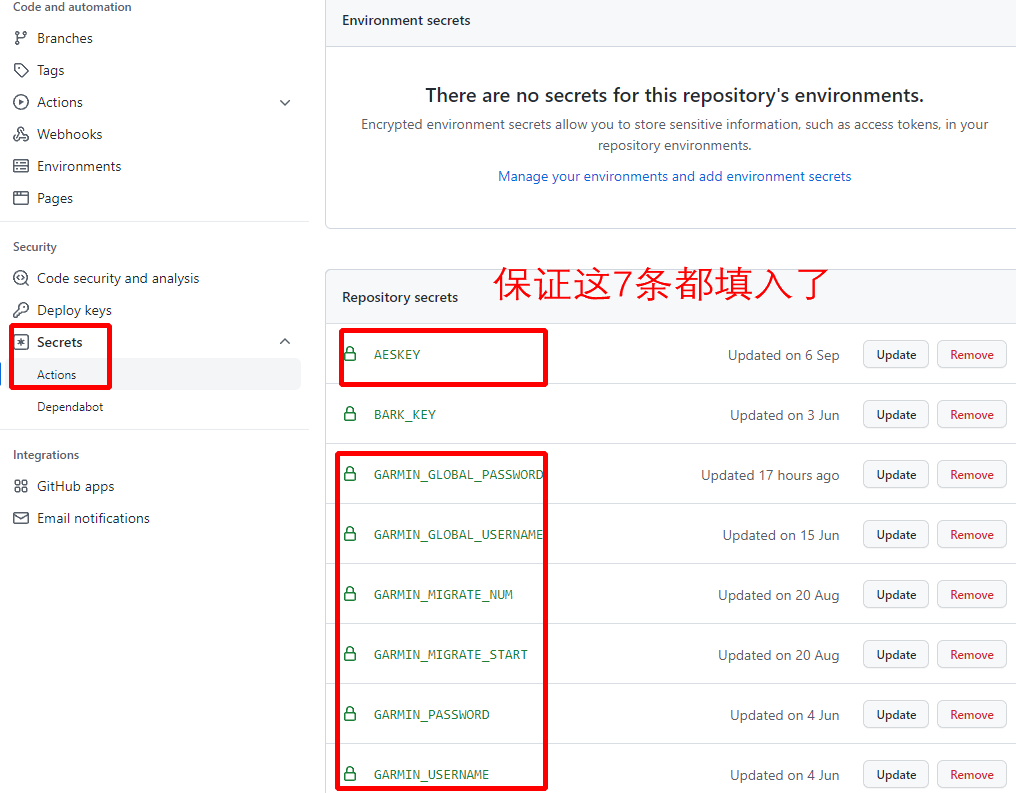 Code and automation
Branches
Tags
Actions
Webhooks
Environments
Pages
Security
Code security and analysis
Deploy keys
Secrets
Actions
Dependabot
Integrations
GitHub apps
Email notifications
Environment secrets
There are no secrets for this repository's environments.
Encrypted environment secrets allow you to store sensitive information, such as access tokens, in your
repository environments.
Manage your environments and add environment secrets
Repository secrets 保证这7条都填入了
AESKEY Updated on 6 Sep Update Remove
BARK_KEY Updated on 3 Jun Update Remove
GARMIN_GLOBAL_PASSWORD Updated 17 hours ago Update Remove
GARMIN_GLOBAL_USERNAME Updated on 15 Jun Update Remove
GARMIN_MIGRATE_NUM Updated on 20 Aug Update Remove
GARMIN_MIGRATE_START Updated on 20 Aug Update Remove
GARMIN_PASSWORD Updated on 4 Jun Update Remove
GARMIN_USERNAME Updated on 4 Jun Update Remove